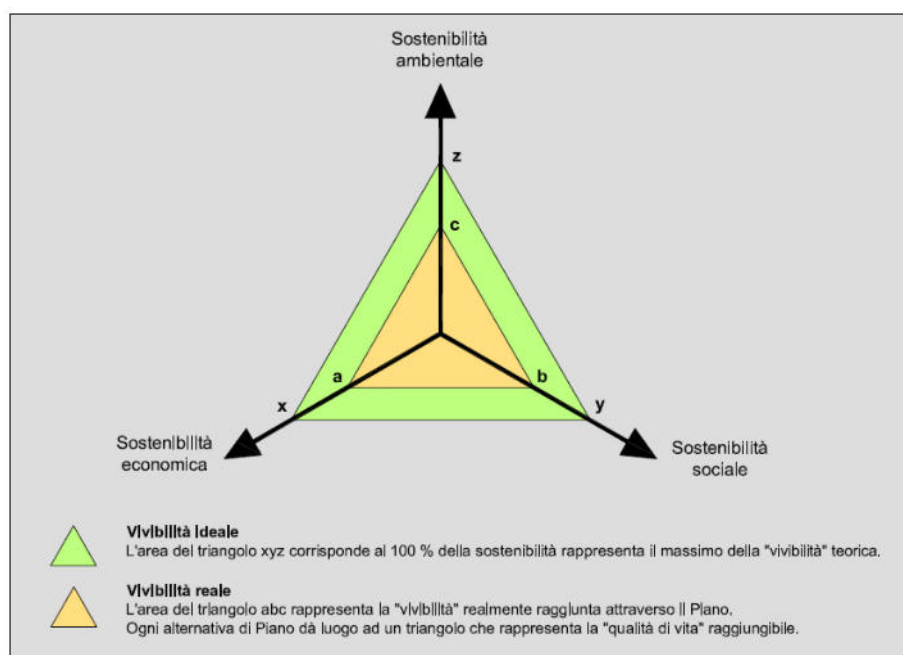 Sostenibilità
ambientale
z
c
a
b
x
y
Sostenibilità
economica
Sostenibilità
sociale
Vivibilità ideale
L'area del triangolo xyz corrisponde al 100 % della sostenibilità rappresenta il massimo della "vivibilità" teorica.
Vivibilità reale
L'area del triangolo abc rappresenta la "vivibilità" realmente raggiunta attraverso il Piano.
Ogni alternativa di Piano dà luogo ad un triangolo che rappresenta la "qualità di vita" raggiungibile.